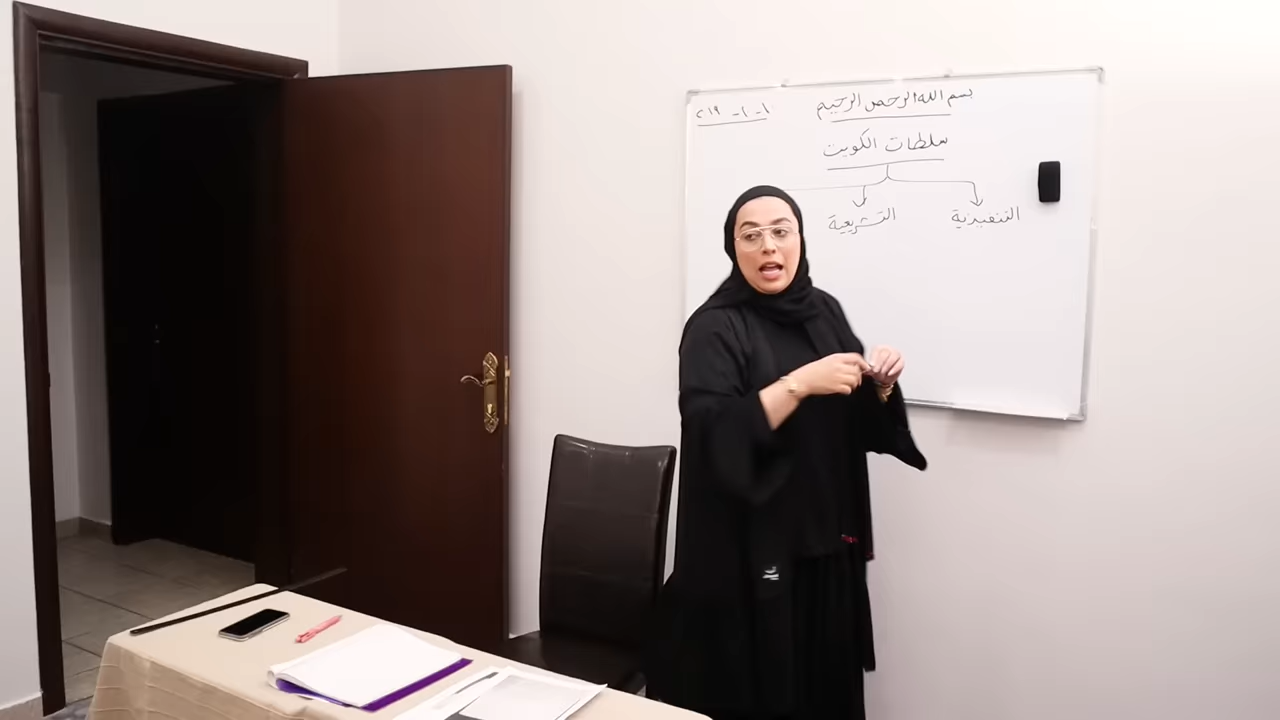 بسم الله الرحمن الرحيم
١-١-٢٠١٩
سلطات الكويت
التنفيذية
التشريعية